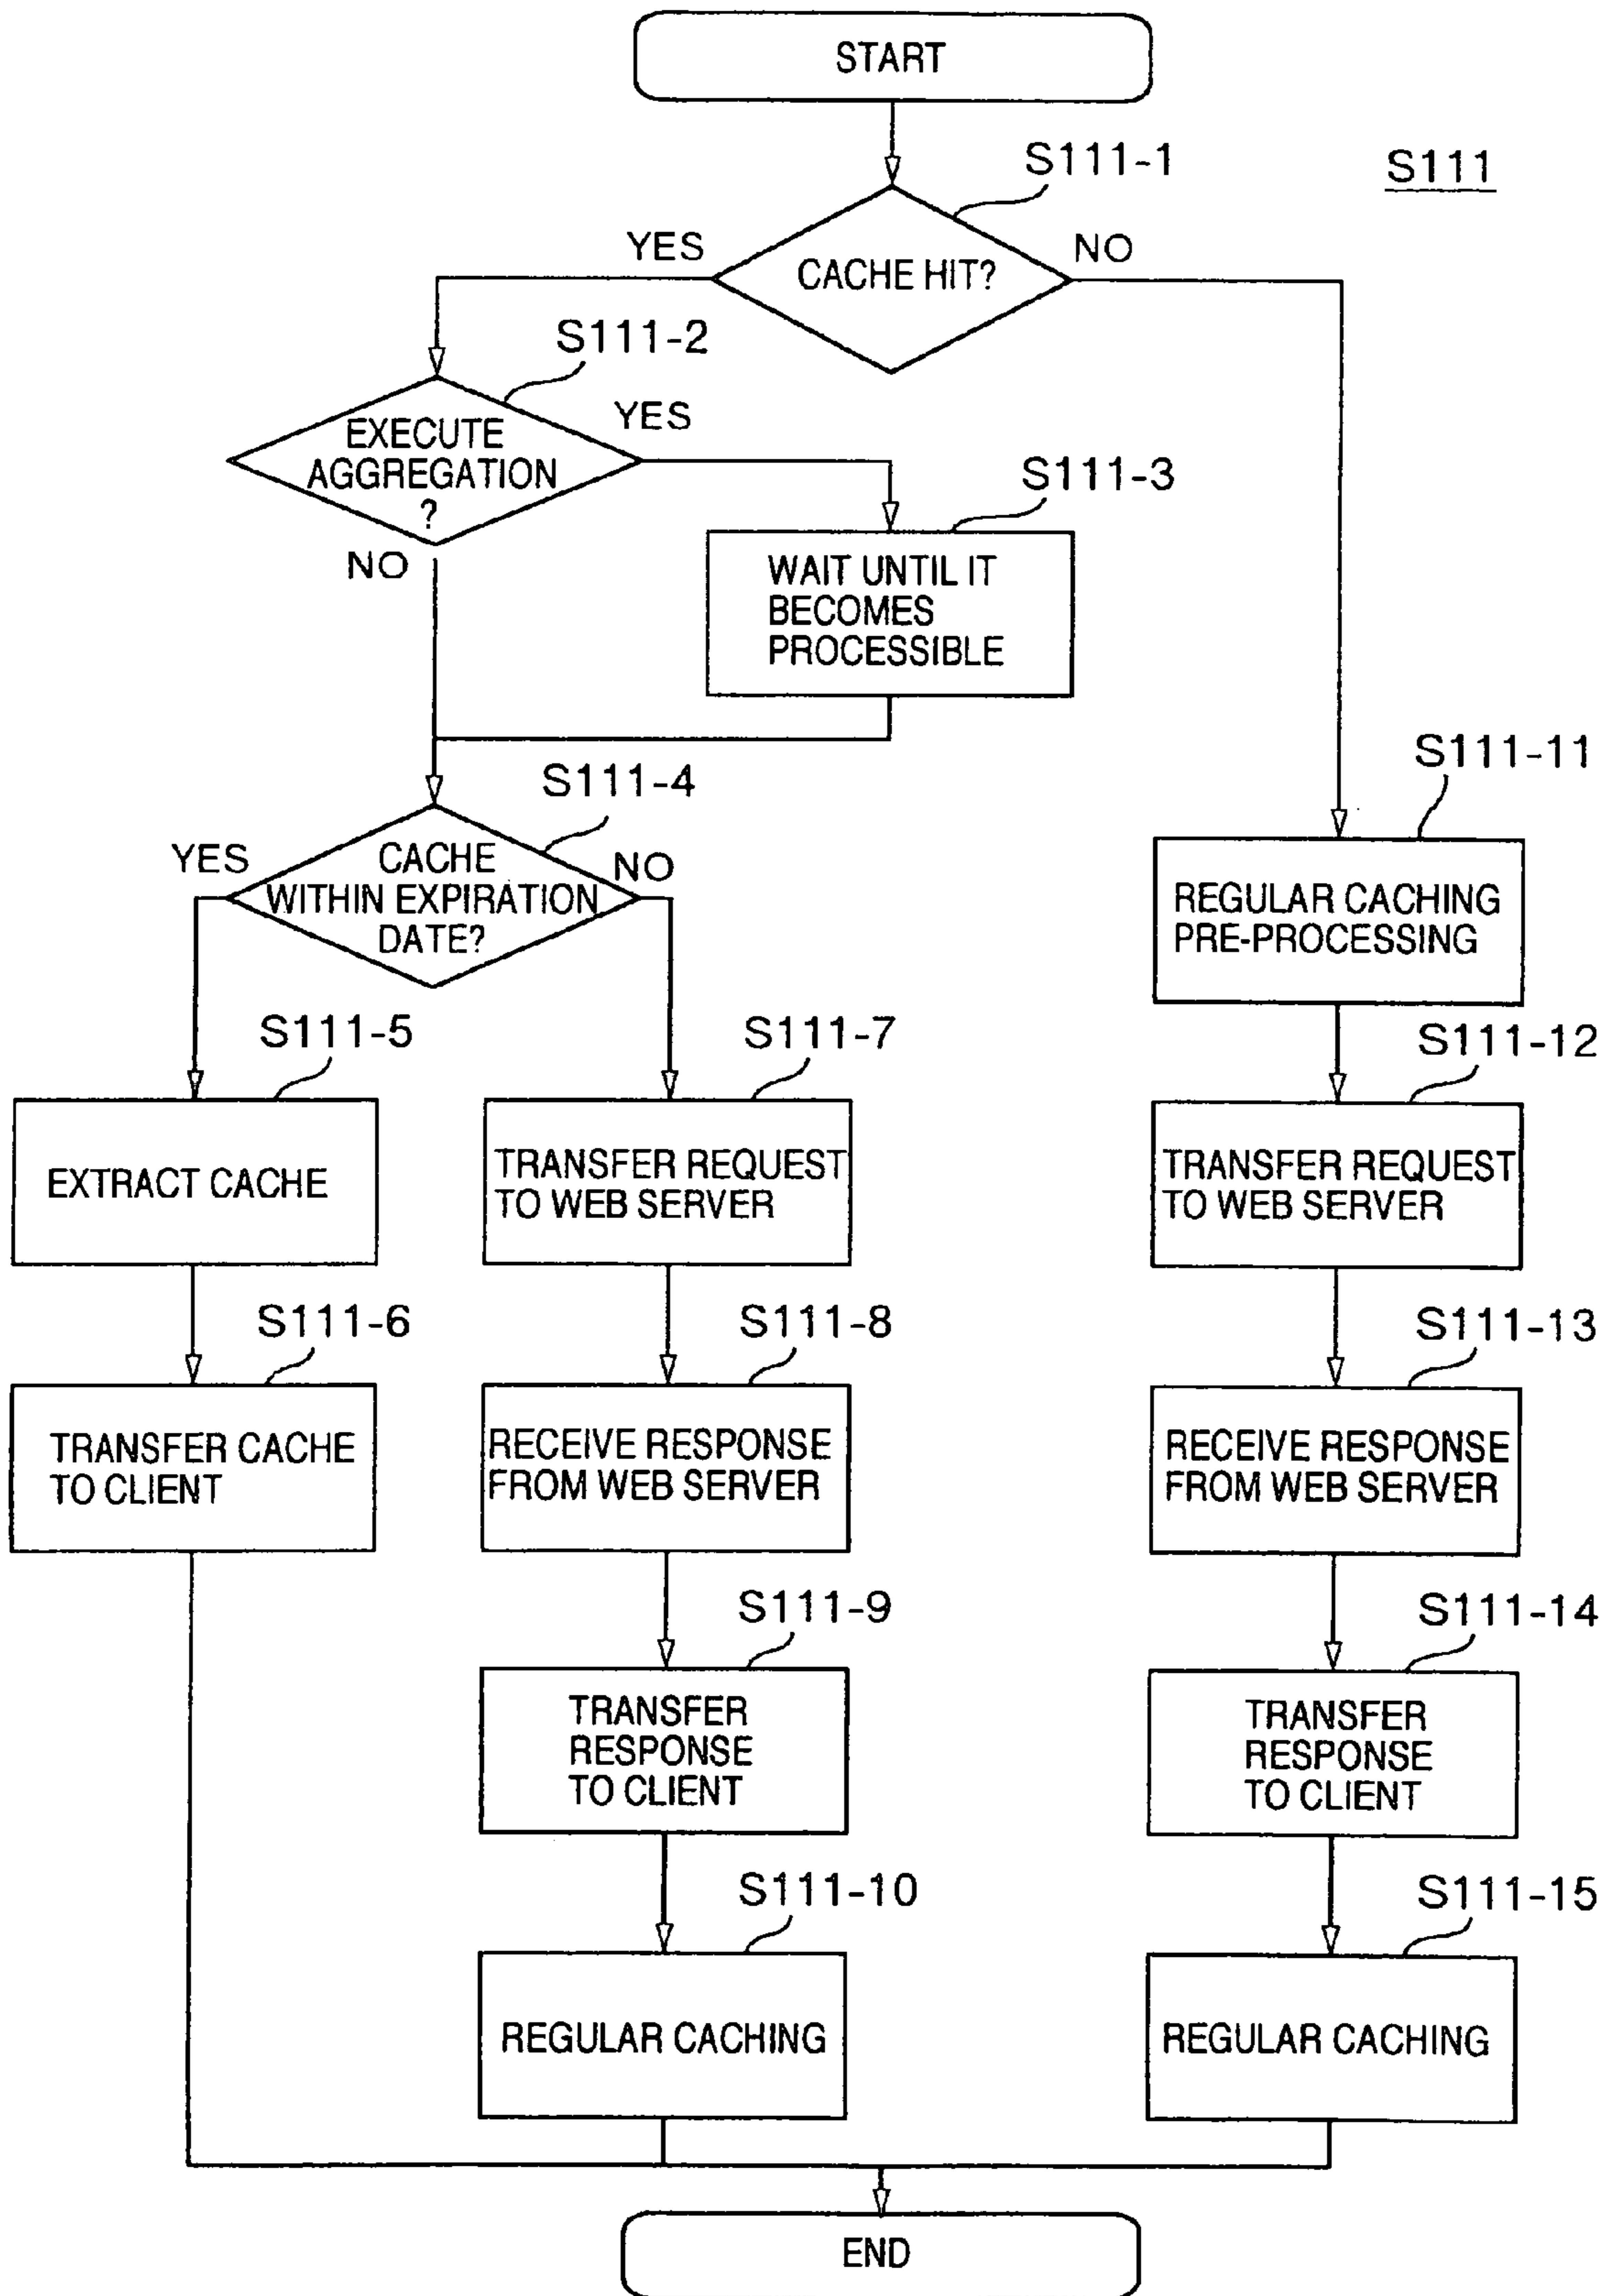 START
S111-1
S111
YES
NO
CACHE HIT?
S111-2
EXECUTE
AGGREGATION
?
YES
NO
S111-3
WAIT UNTIL IT
BECOMES
PROCESSIBLE
S111-4
YES
CACHE
WITHIN EXPIRATION
DATE?
NO
S111-11
REGULAR CACHING
PRE-PROCESSING
S111-5
EXTRACT CACHE
S111-7
TRANSFER REQUEST
TO WEB SERVER
S111-12
TRANSFER REQUEST
TO WEB SERVER
S111-6
TRANSFER CACHE
TO CLIENT
S111-8
RECEIVE RESPONSE
FROM WEB SERVER
S111-13
RECEIVE RESPONSE
FROM WEB SERVER
S111-9
TRANSFER
RESPONSE
TO CLIENT
S111-14
TRANSFER
RESPONSE
TO CLIENT
S111-10
REGULAR CACHING
S111-15
REGULAR CACHING
END